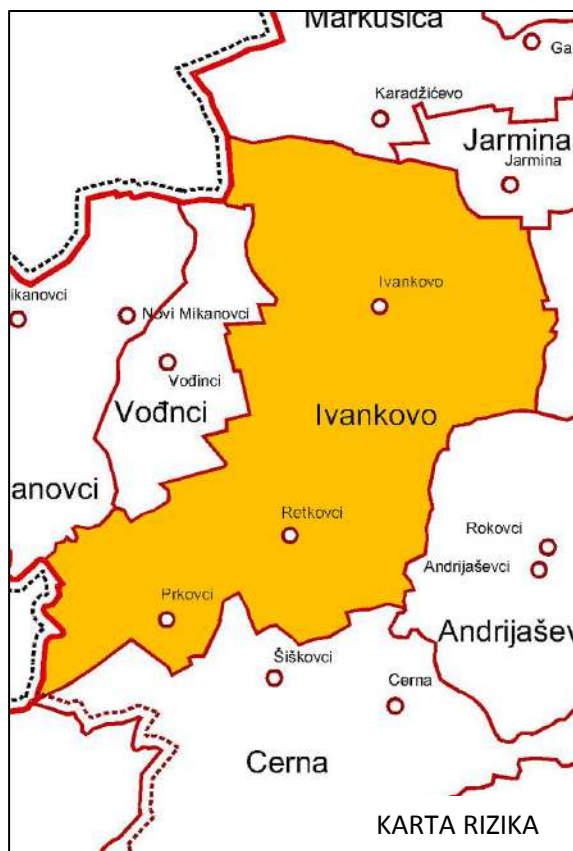 Markušica
Ga
Karadžićevo
Jarmina
Jarmina
Ivankovo
ikanovci
Novi Mikanovci
Vođinci
Vođnci
Ivankovo
anovci
Retkovci
Rokovci
Andrijaševci
Prkovci
Andrijašev
Šiškovci
Cerna
Cerna
KARTA RIZIKA